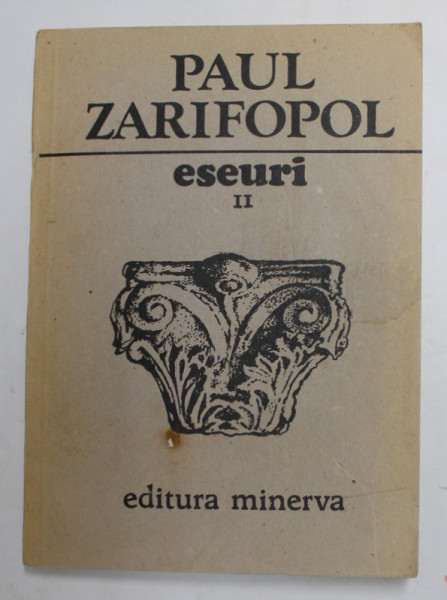 PAUL
ZARIFOPOL
eseuri
II
editura minerva